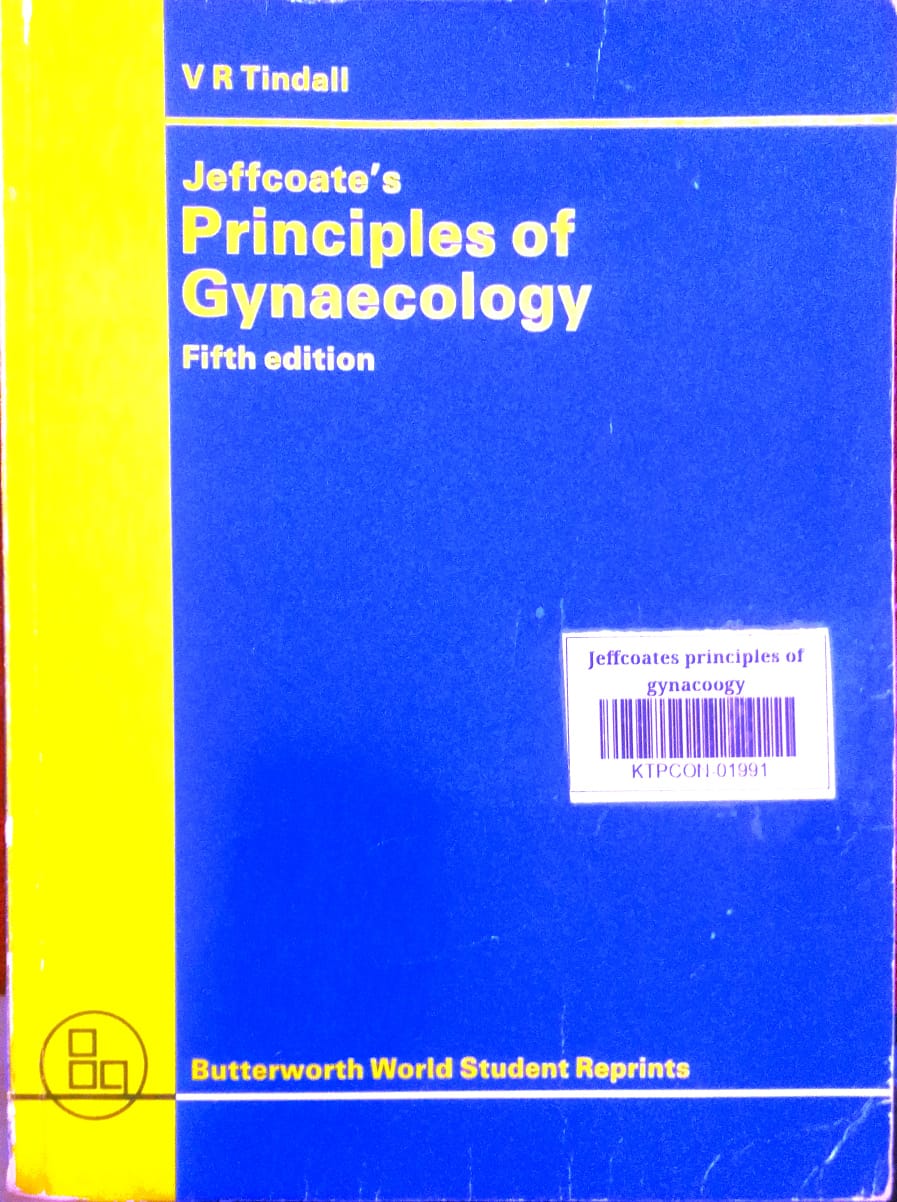 V R Tindall
Jeffcoate's
Principles of
Gynaecology
Fifth edition
Jeffcoates principles of
gynacoogy
KTPCON-01991
Butterworth World Student Reprints